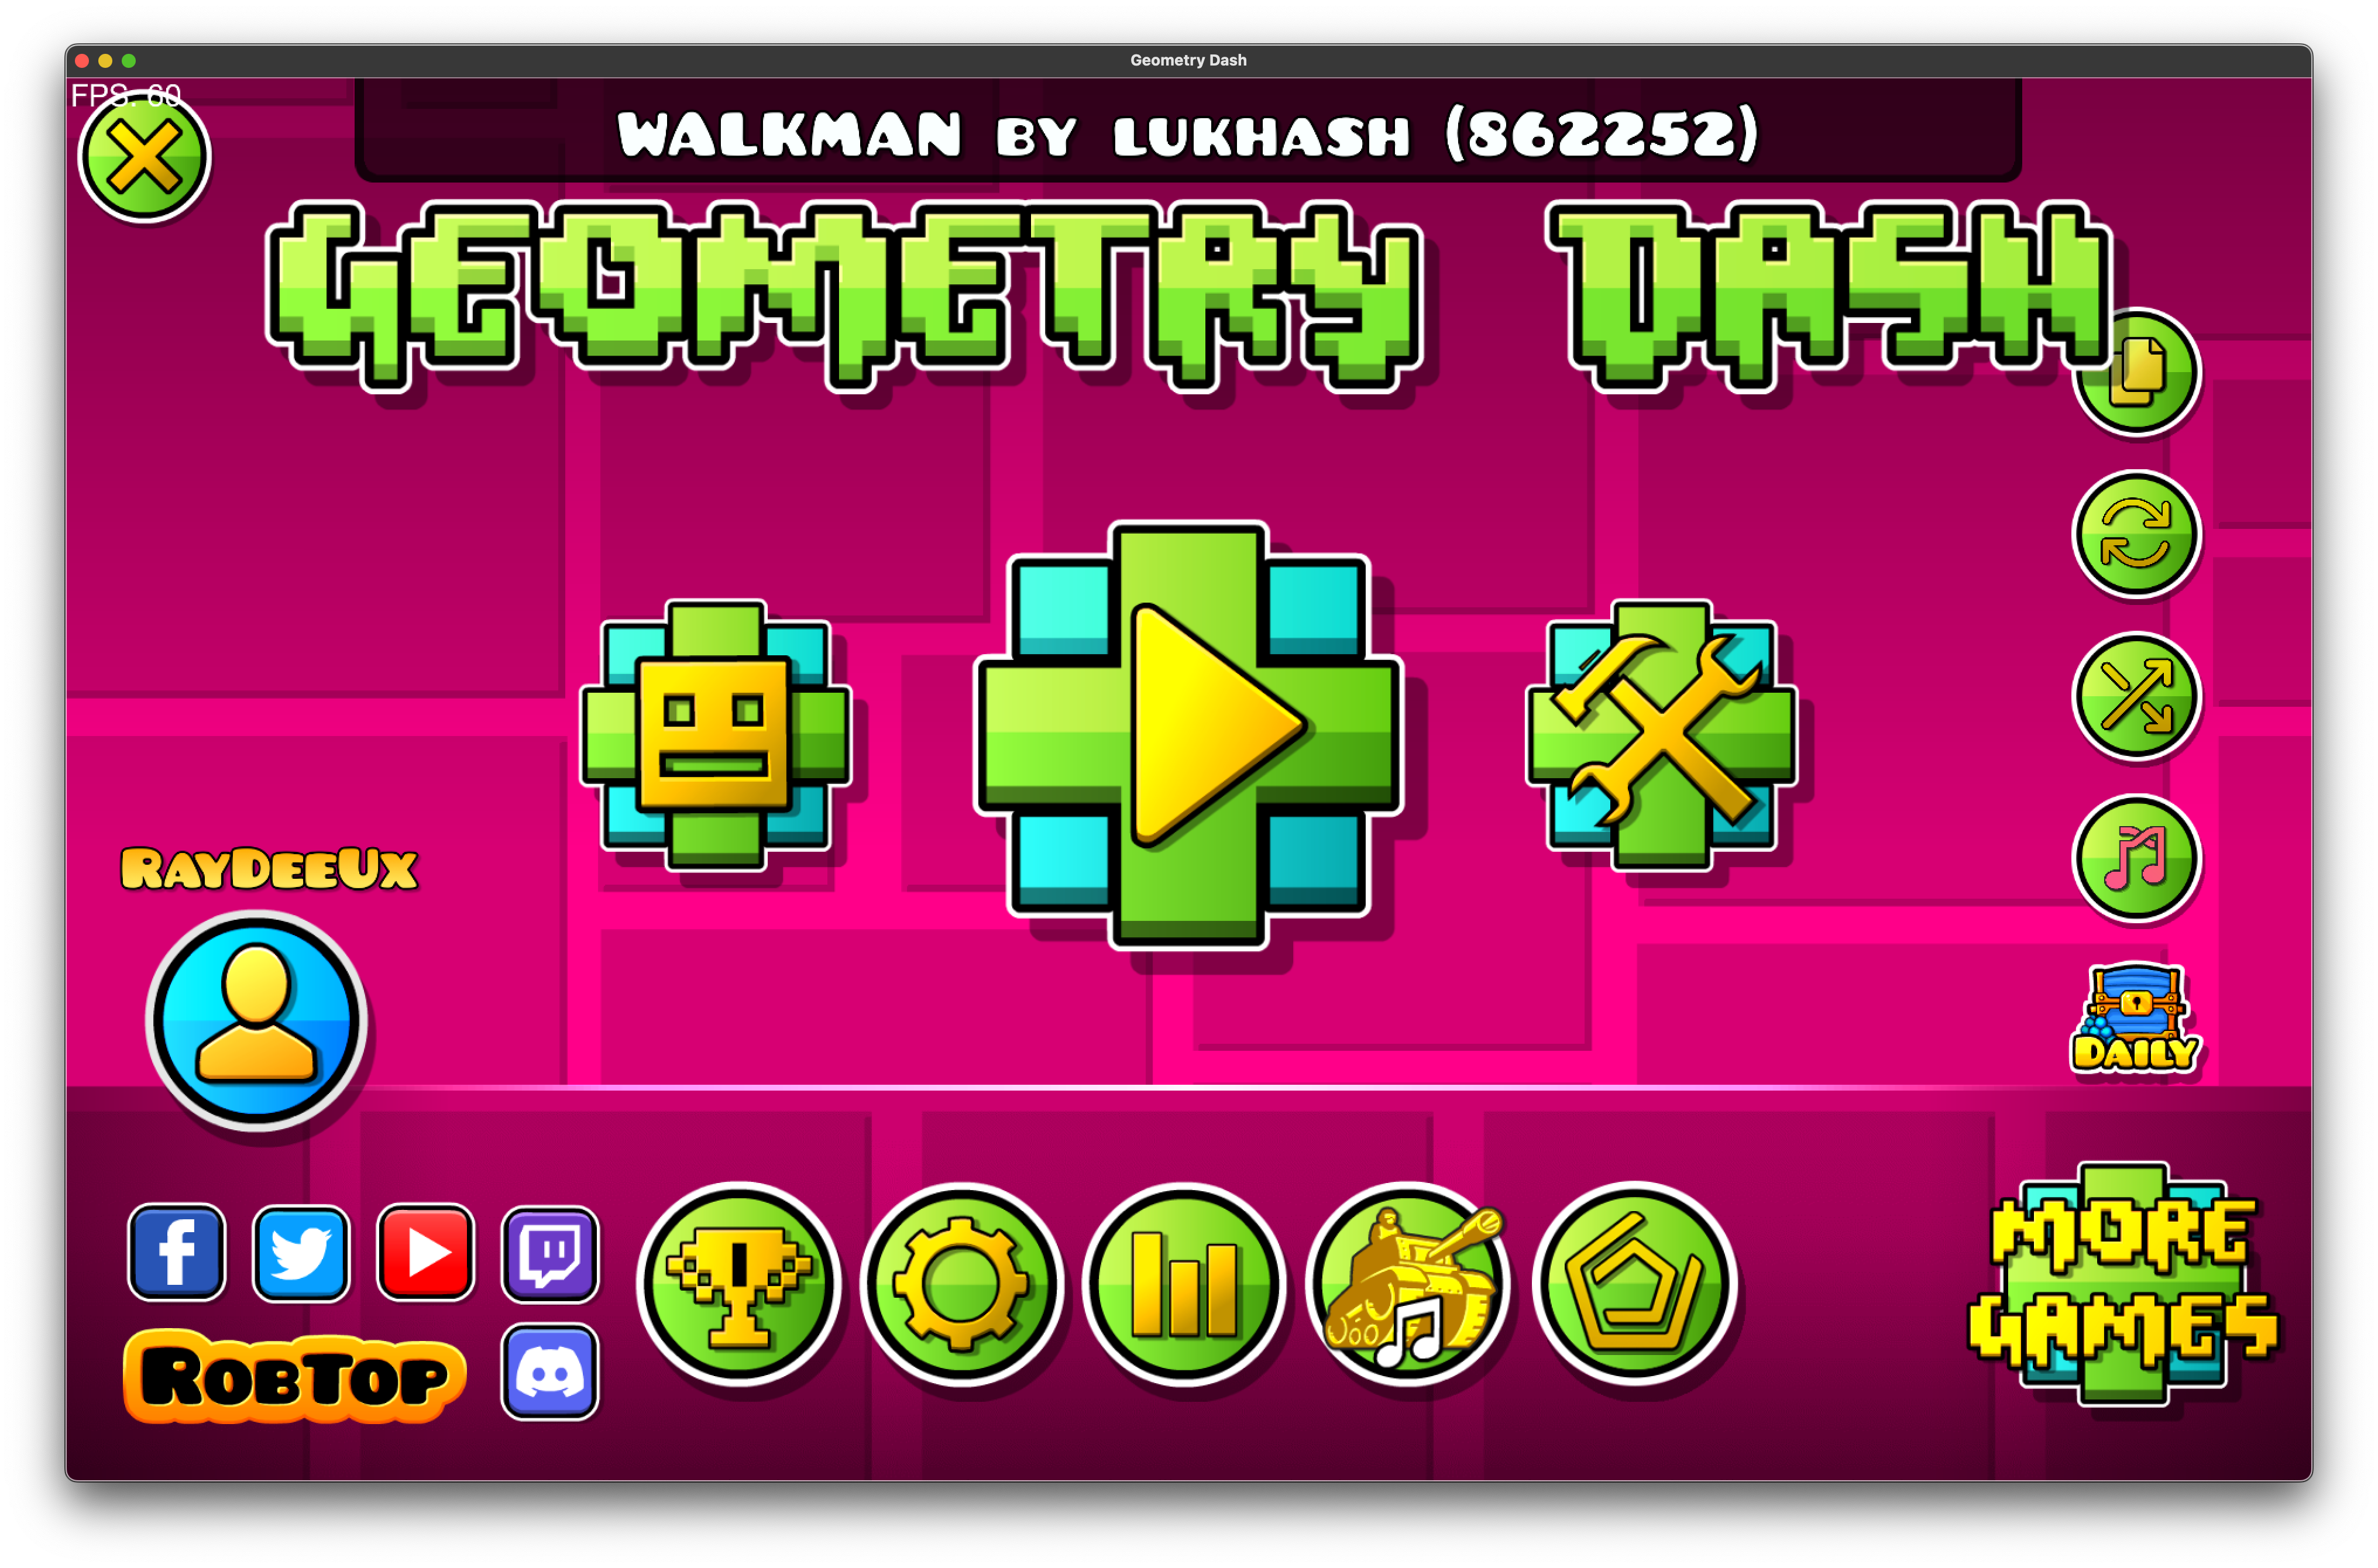 Geometry Dash
FPS: 60
WALKMAN BY LUKHASH (862252)
GEOMETRY DASH
RAYDEEUX
DAILY
MORE
GAMES
f
ROBTOP